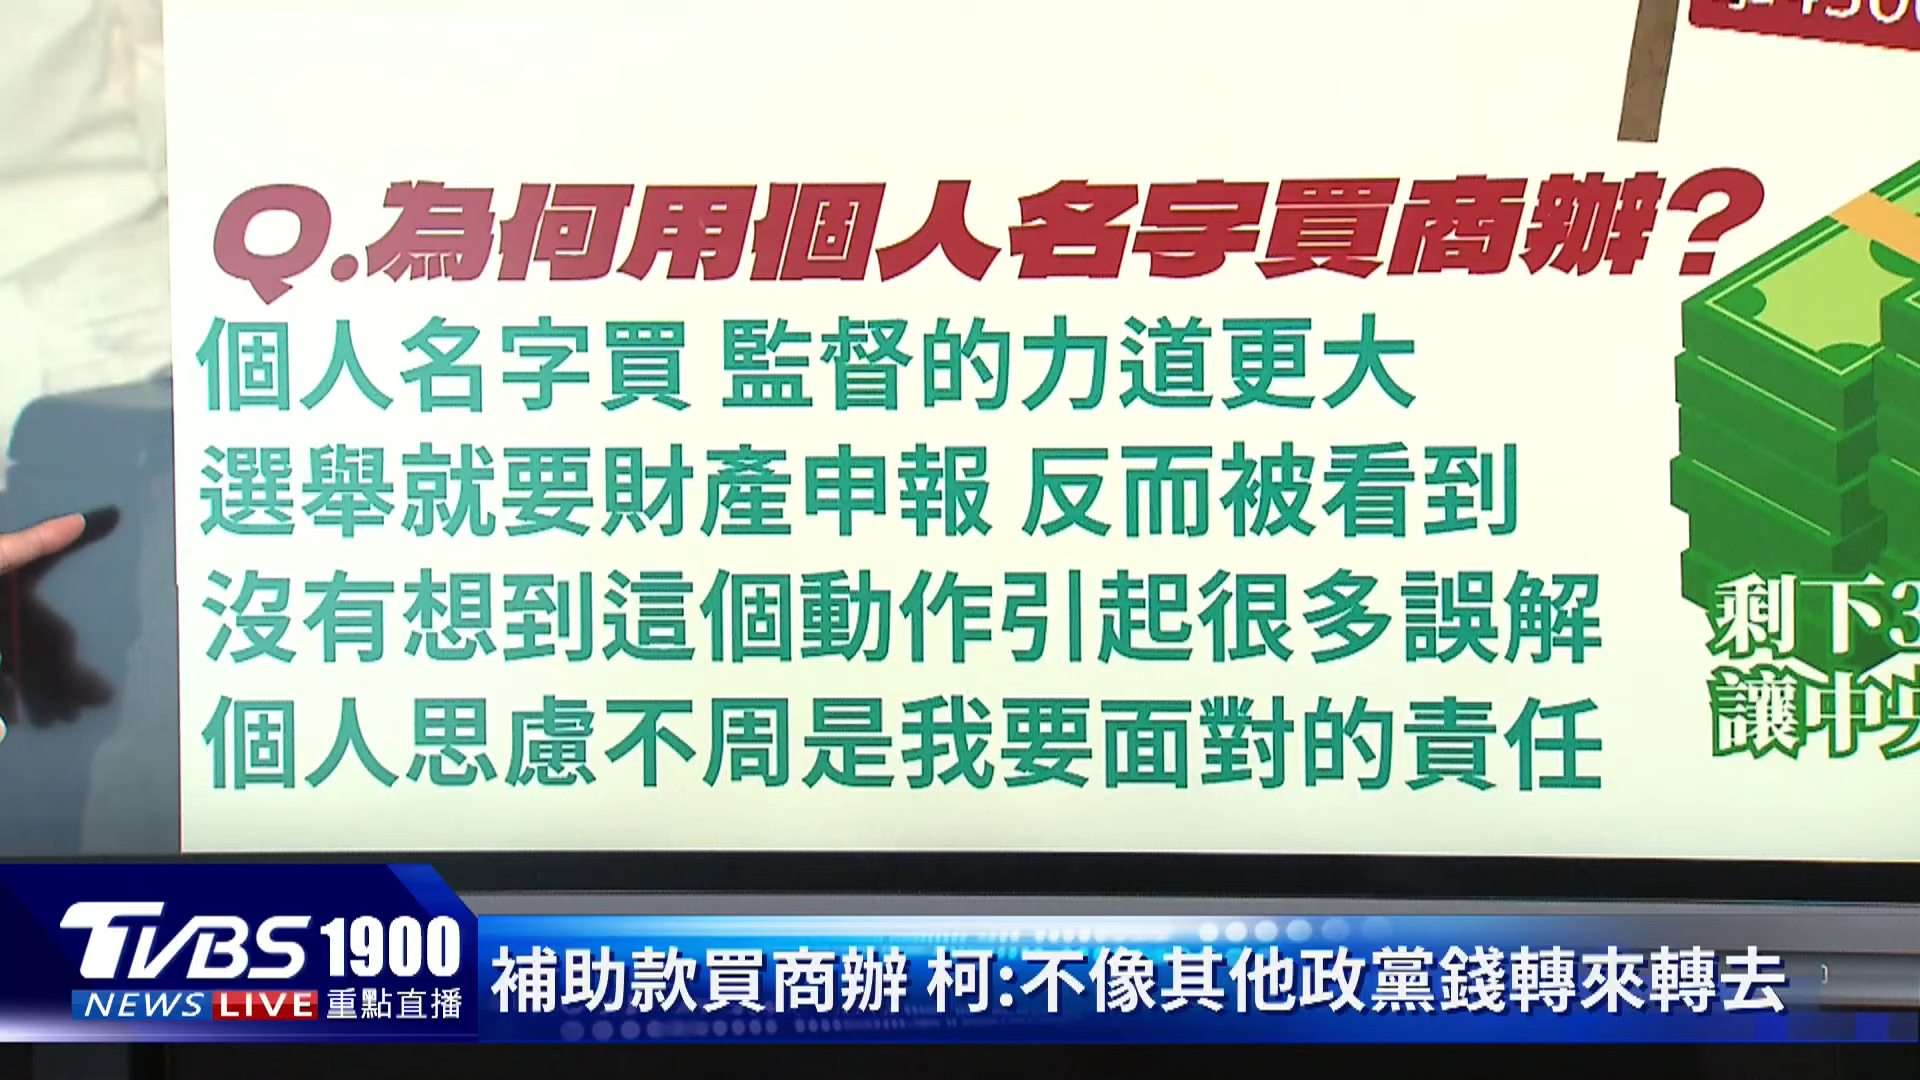 Q.為何用個人名字買商辦?
個人名字買 監督的力道更大
選舉就要財產申報 反而被看到
沒有想到這個動作引起很多誤解
個人思慮不周是我要面對的責任
剩下3
讓中央
TVBS 1900
NEWS LIVE 重點直播
補助款買商辦 柯:不像其他政黨錢轉來轉去